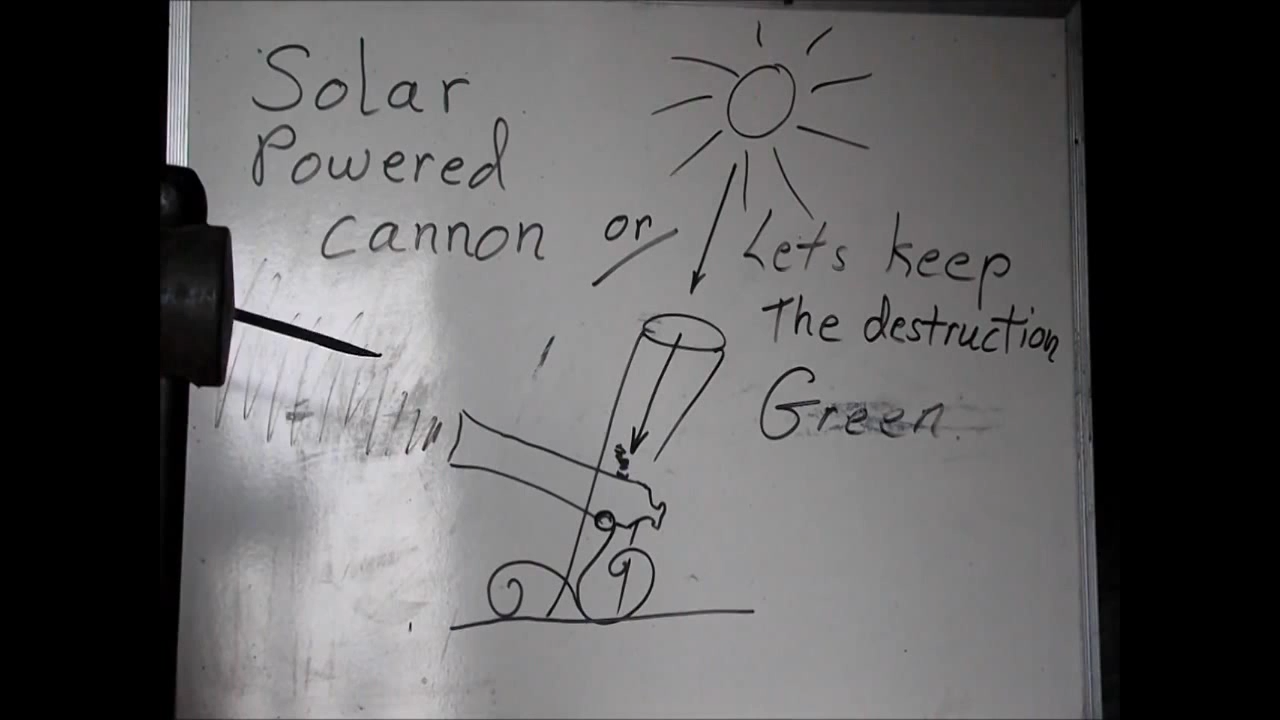 Solar
Powered
cannon or
Lets keep
The destruction
Green.